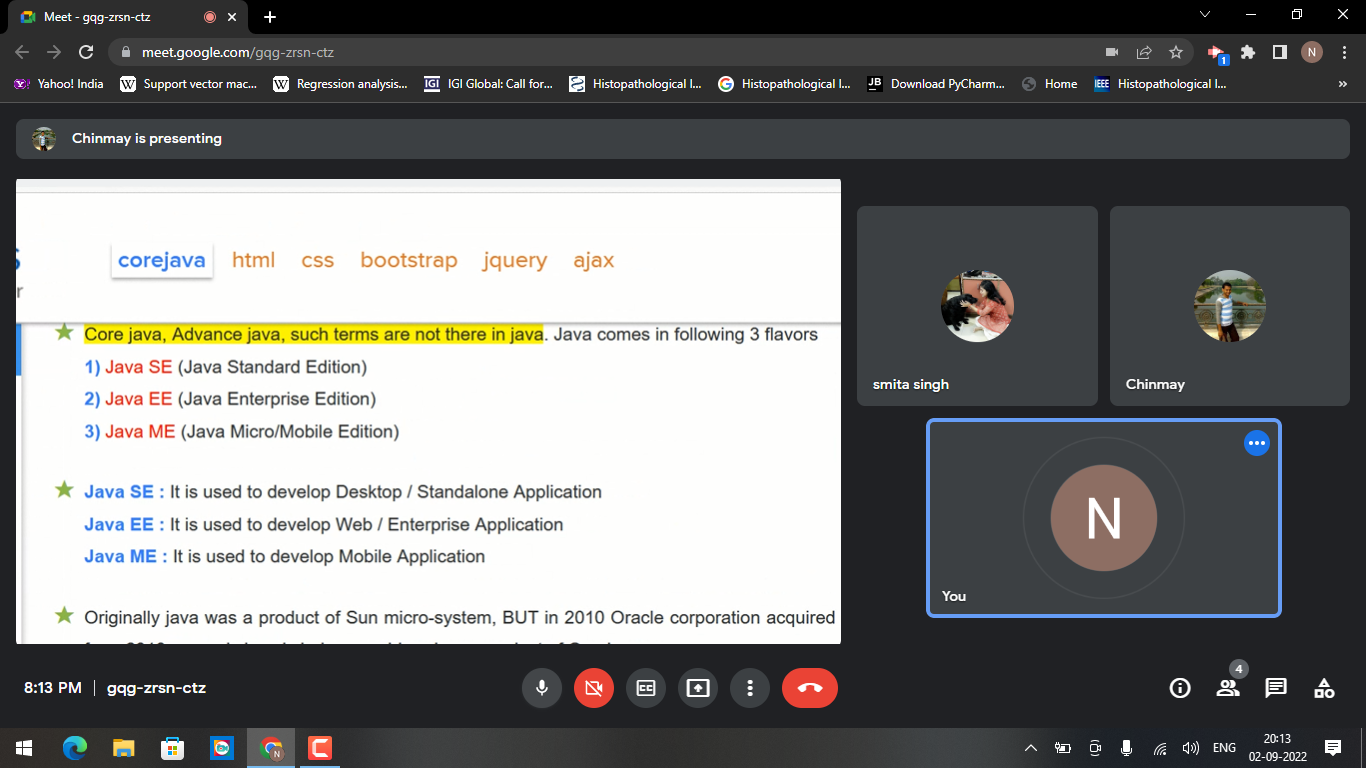 Meet - gqg-zrsn-ctz
meet.google.com/gqg-zrsn-ctz
1
N
Yahoo! India
Support vector mac...
Regression analysis...
IGI Global: Call for...
Histopathological I...
Histopathological I...
Download PyCharm...
Home
Histopathological I...
Chinmay is presenting
corejava html css bootstrap jquery ajax
r
Core java, Advance java, such terms are not there in java. Java comes in following 3 flavors
1) Java SE (Java Standard Edition)
2) Java EE (Java Enterprise Edition)
3) Java ME (Java Micro/Mobile Edition)
Java SE : It is used to develop Desktop / Standalone Application
Java EE : It is used to develop Web / Enterprise Application
Java ME : It is used to develop Mobile Application
Originally java was a product of Sun micro-system, BUT in 2010 Oracle corporation acquired
smita singh
Chinmay
N
You
8:13 PM | gqg-zrsn-ctz
4
ENG
20:13
02-09-2022